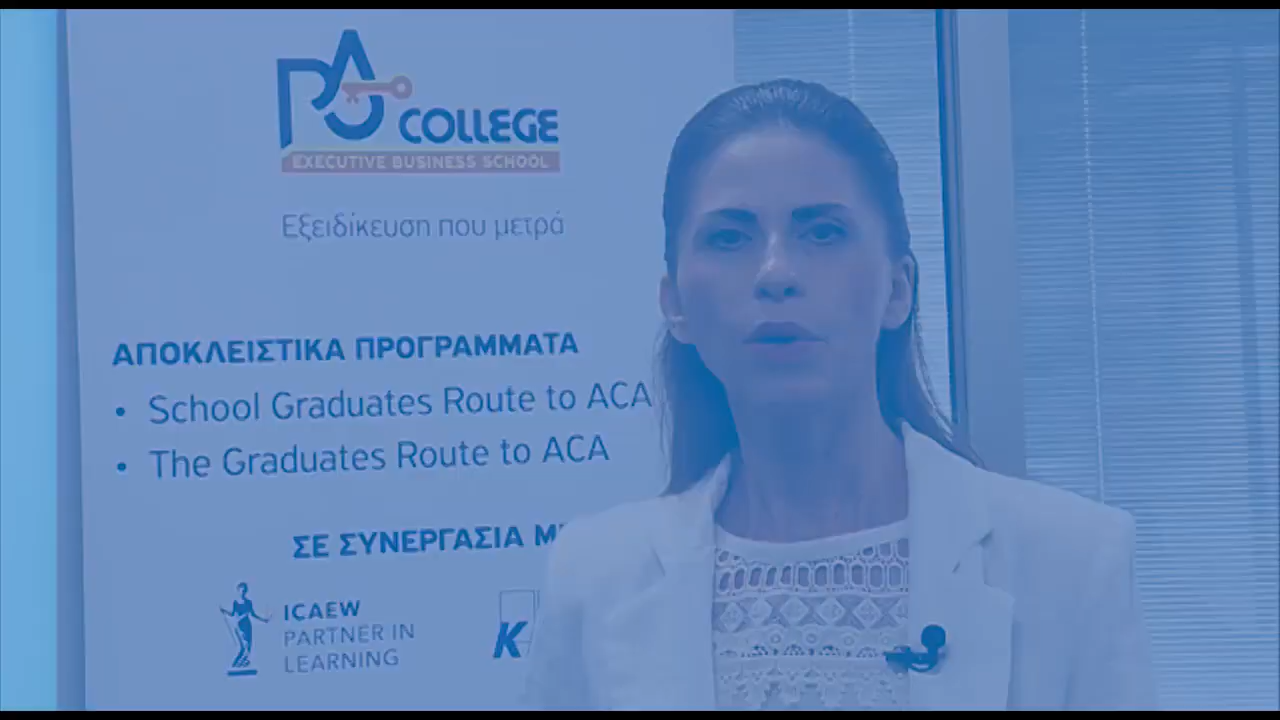 PA COLLEGE
EXECUTIVE BUSINESS SCHOOL
Εξειδίκευση που μετρά
ΑΠΟΚΛΕΙΣΤΙΚΑ ΠΡΟΓΡΑΜΜΑΤΑ
• School Graduates Route to ACA
• The Graduates Route to ACA
ΣΕ ΣΥΝΕΡΓΑΣΙΑ
ICAEW
PARTNER IN
LEARNING
K